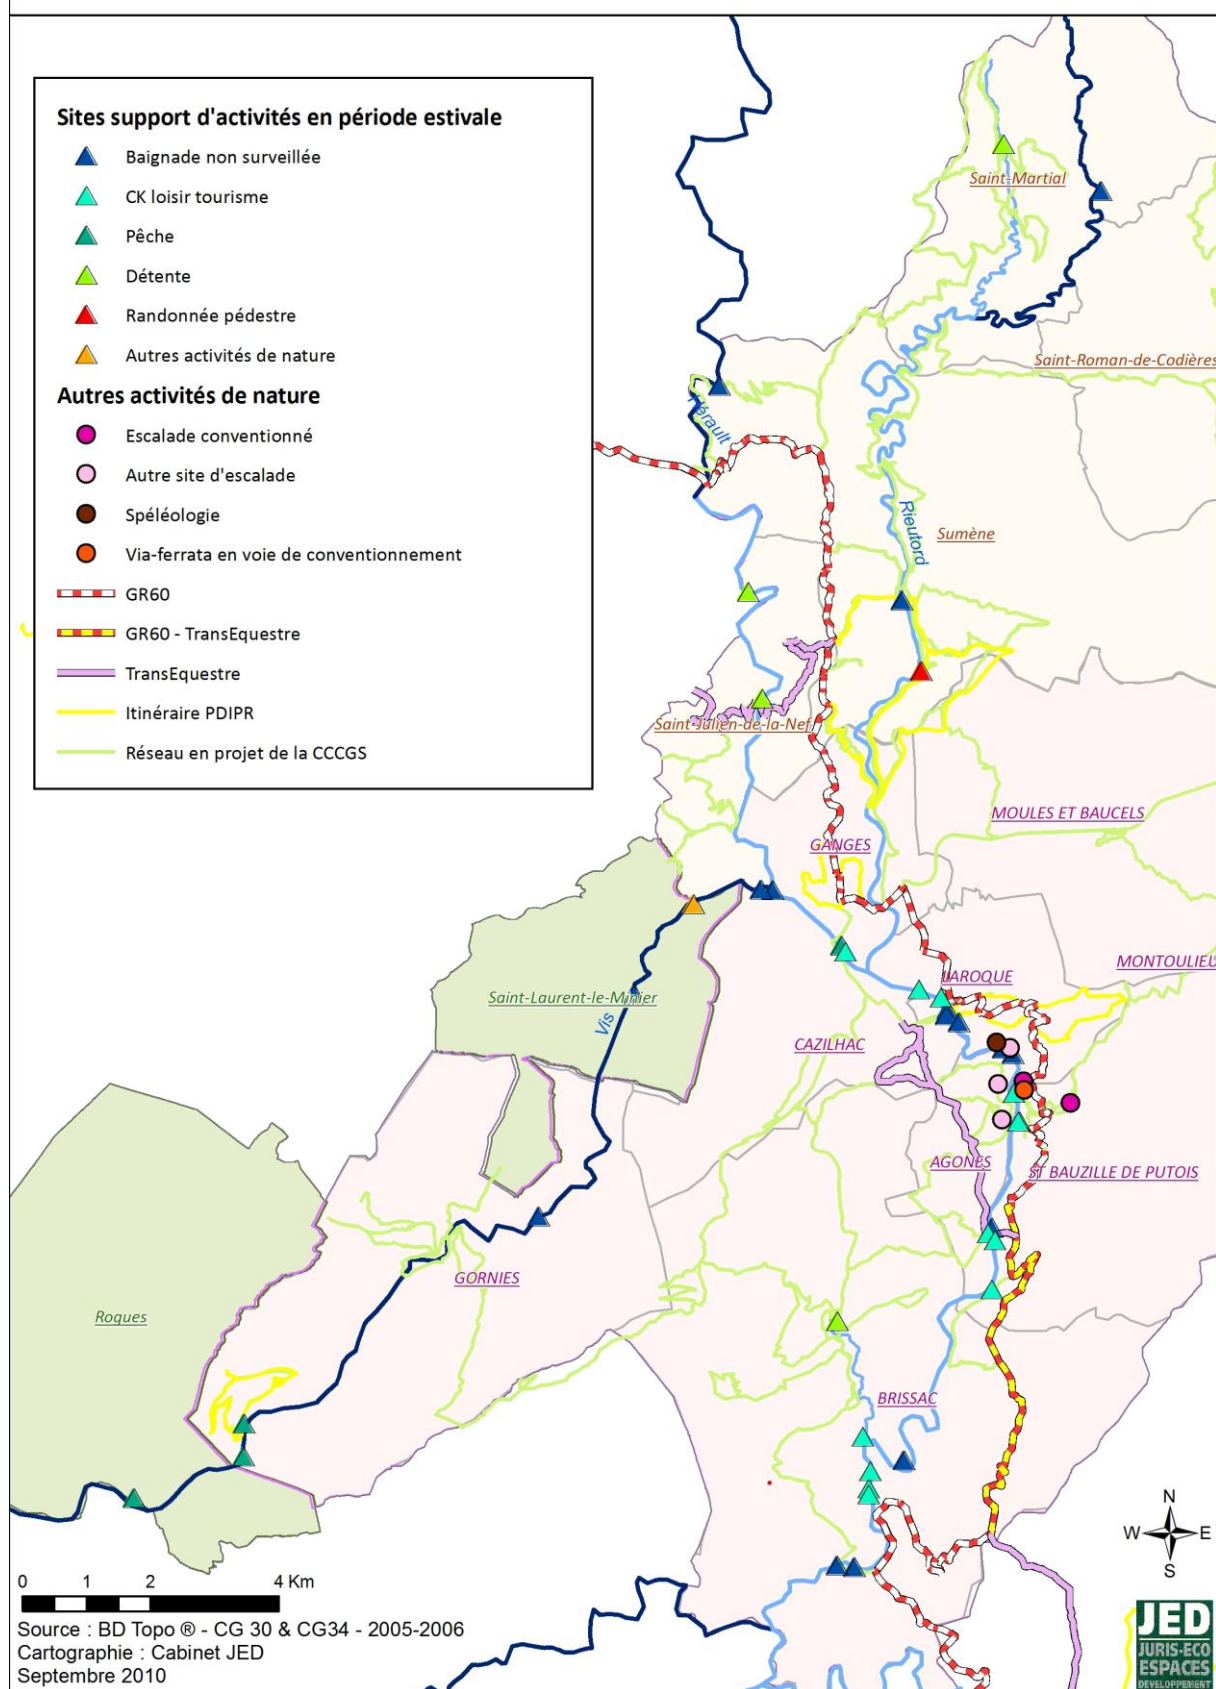 Sites support d'activités en période estivale
Baignade non surveillée
CK loisir tourisme
Pêche
Détente
Randonnée pédestre
Autres activités de nature
Autres activités de nature
Escalade conventionné
Autre site d'escalade
Spéléologie
Via-ferrata en voie de conventionnement
GR60
GR60 - TransEquestre
TransEquestre
Itinéraire PDIPR
Réseau en projet de la CCCGS
Saint-Martial
Saint-Roman-de-Codières
Hérault
Rieutord
Sumène
Saint-Julien-de-la-Nef
MOULES ET BAUCELS
GANGES
MONTOULIEU
LAROQUE
Saint-Laurent-le-Minier
Vis
CAZILHAC
AGONES
ST BAUZILLE DE PUTOIS
GORNIES
Rogues
BRISSAC
N
W E
S
0 1 2 4 Km
Source : BD Topo ® - CG 30 & CG34 - 2005-2006
Cartographie : Cabinet JED
Septembre 2010
JED
JURIS-ECO
ESPACES
DEVELOPPEMENT